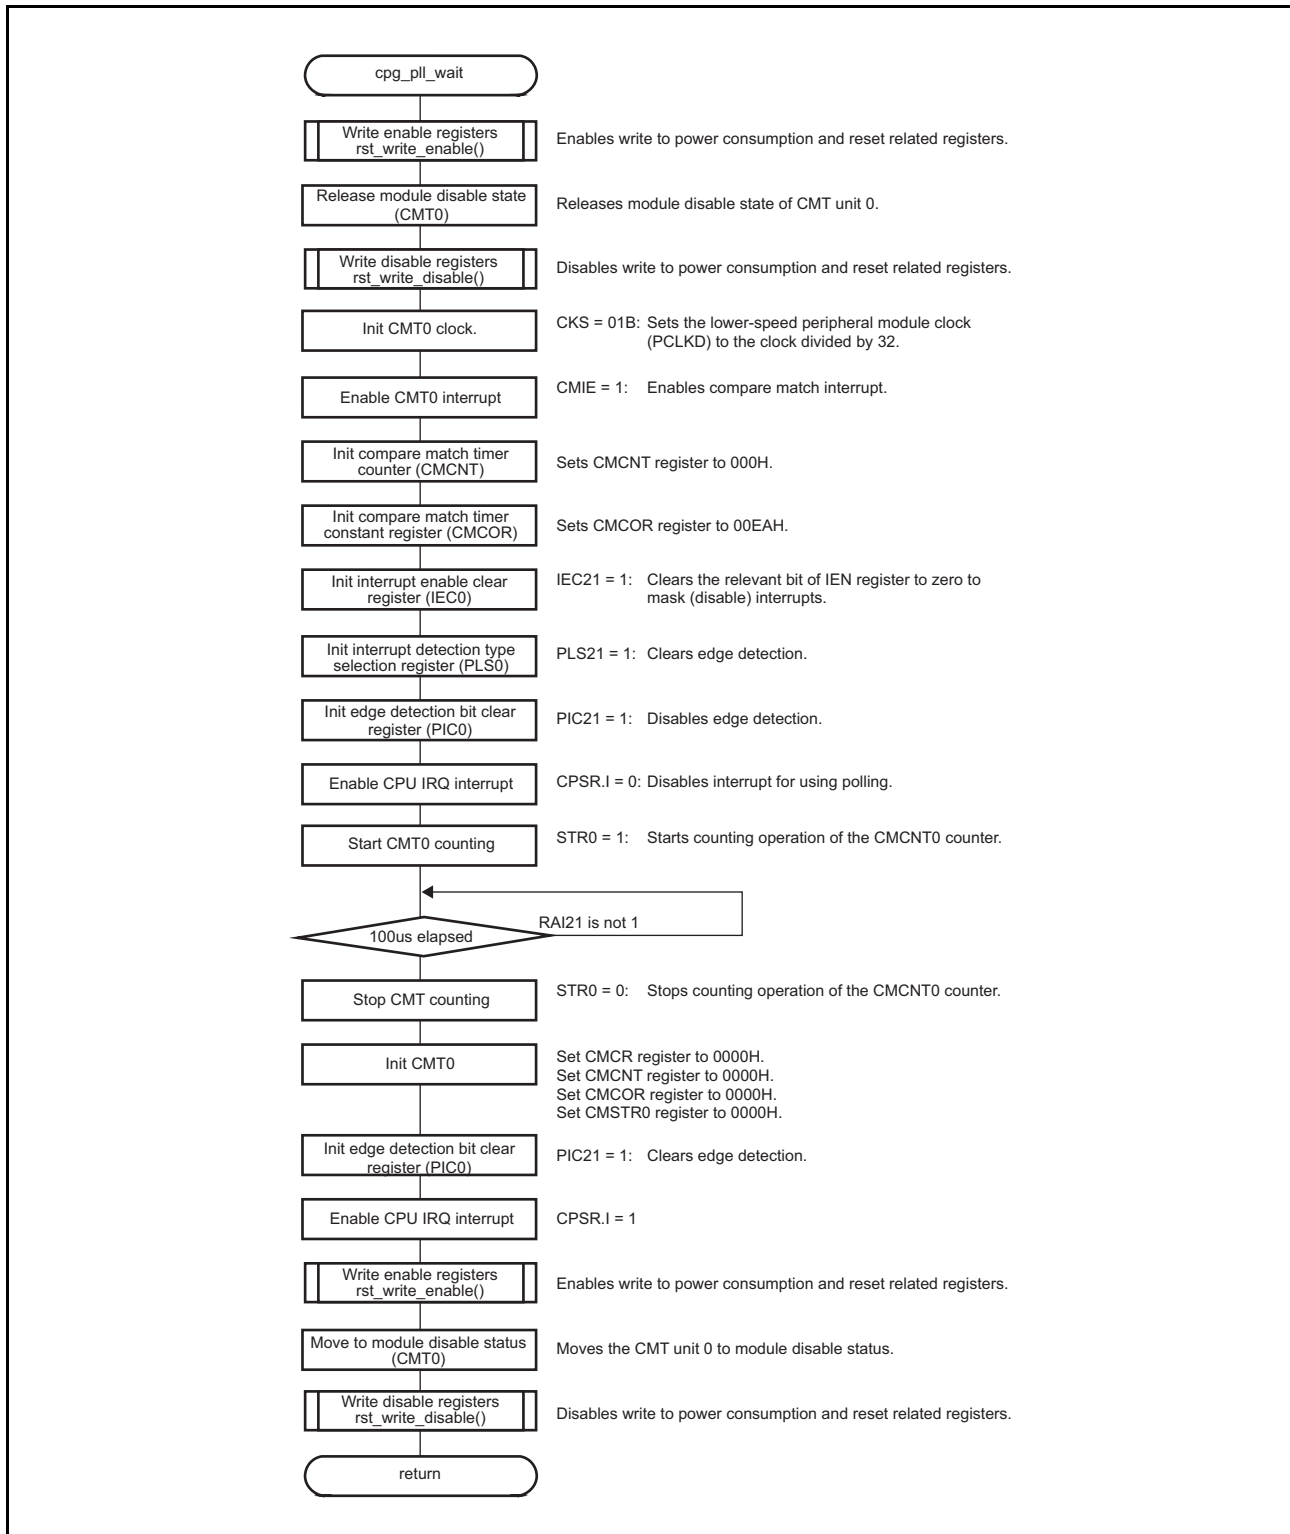 cpg_pll_wait
Write enable registers
rst_write_enable()
Enables write to power consumption and reset related registers.
Release module disable state
(CMT0)
Releases module disable state of CMT unit 0.
Write disable registers
rst_write_disable()
Disables write to power consumption and reset related registers.
Init CMT0 clock.
CKS = 01B: Sets the lower-speed peripheral module clock
(PCLKD) to the clock divided by 32.
Enable CMT0 interrupt
CMIE = 1: Enables compare match interrupt.
Init compare match timer
counter (CMCNT)
Sets CMCNT register to 000H.
Init compare match timer
constant register (CMCOR)
Sets CMCOR register to 00EAH.
Init interrupt enable clear
register (IEC0)
IEC21 = 1: Clears the relevant bit of IEN register to zero to
mask (disable) interrupts.
Init interrupt detection type
selection register (PLS0)
PLS21 = 1: Clears edge detection.
Init edge detection bit clear
register (PIC0)
PIC21 = 1: Disables edge detection.
Enable CPU IRQ interrupt
CPSR.I = 0: Disables interrupt for using polling.
Start CMT0 counting
STR0 = 1: Starts counting operation of the CMCNT0 counter.
RAI21 is not 1
100us elapsed
Stop CMT counting
STR0 = 0: Stops counting operation of the CMCNT0 counter.
Init CMT0
Set CMCR register to 0000H.
Set CMCNT register to 0000H.
Set CMCOR register to 0000H.
Set CMSTR0 register to 0000H.
Init edge detection bit clear
register (PIC0)
PIC21 = 1: Clears edge detection.
Enable CPU IRQ interrupt
CPSR.I = 1
Write enable registers
rst_write_enable()
Enables write to power consumption and reset related registers.
Move to module disable status
(CMT0)
Moves the CMT unit 0 to module disable status.
Write disable registers
rst_write_disable()
Disables write to power consumption and reset related registers.
return